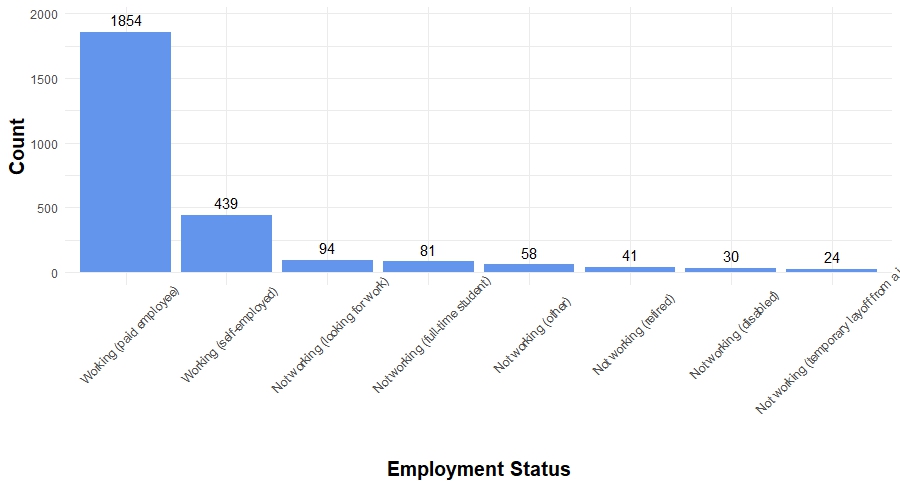 2000
1500
1000
500
0
Count
1854
439
94
81
58
41
30
24
Working (paid employee)
Working (self-employed)
Not working (looking for work)
Not working (full-time student)
Not working (other)
Not working (retired)
Not working (disabled)
Not working (temporary layoff from a
Employment Status